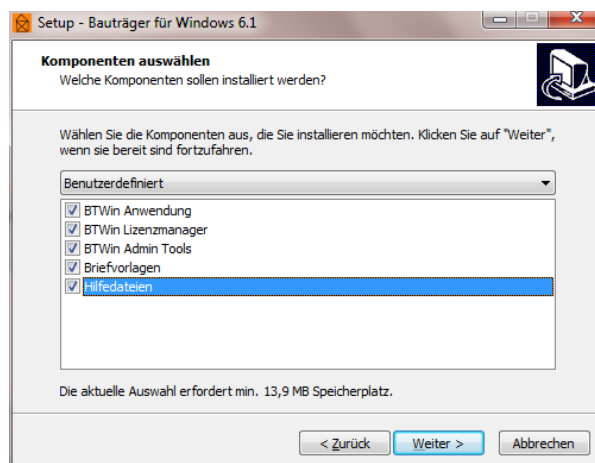 Setup - Bauträger für Windows 6.1
Komponenten auswählen
Welche Komponenten sollen installiert werden?
Wählen Sie die Komponenten aus, die Sie installieren möchten. Klicken Sie auf "Weiter",
wenn sie bereit sind fortzufahren.
Benutzerdefiniert
BTWin Anwendung
BTWin Lizenzmanager
BTWin Admin Tools
Briefvorlagen
Hilfedateien
Die aktuelle Auswahl erfordert min. 13,9 MB Speicherplatz.
< Zurück Weiter > Abbrechen